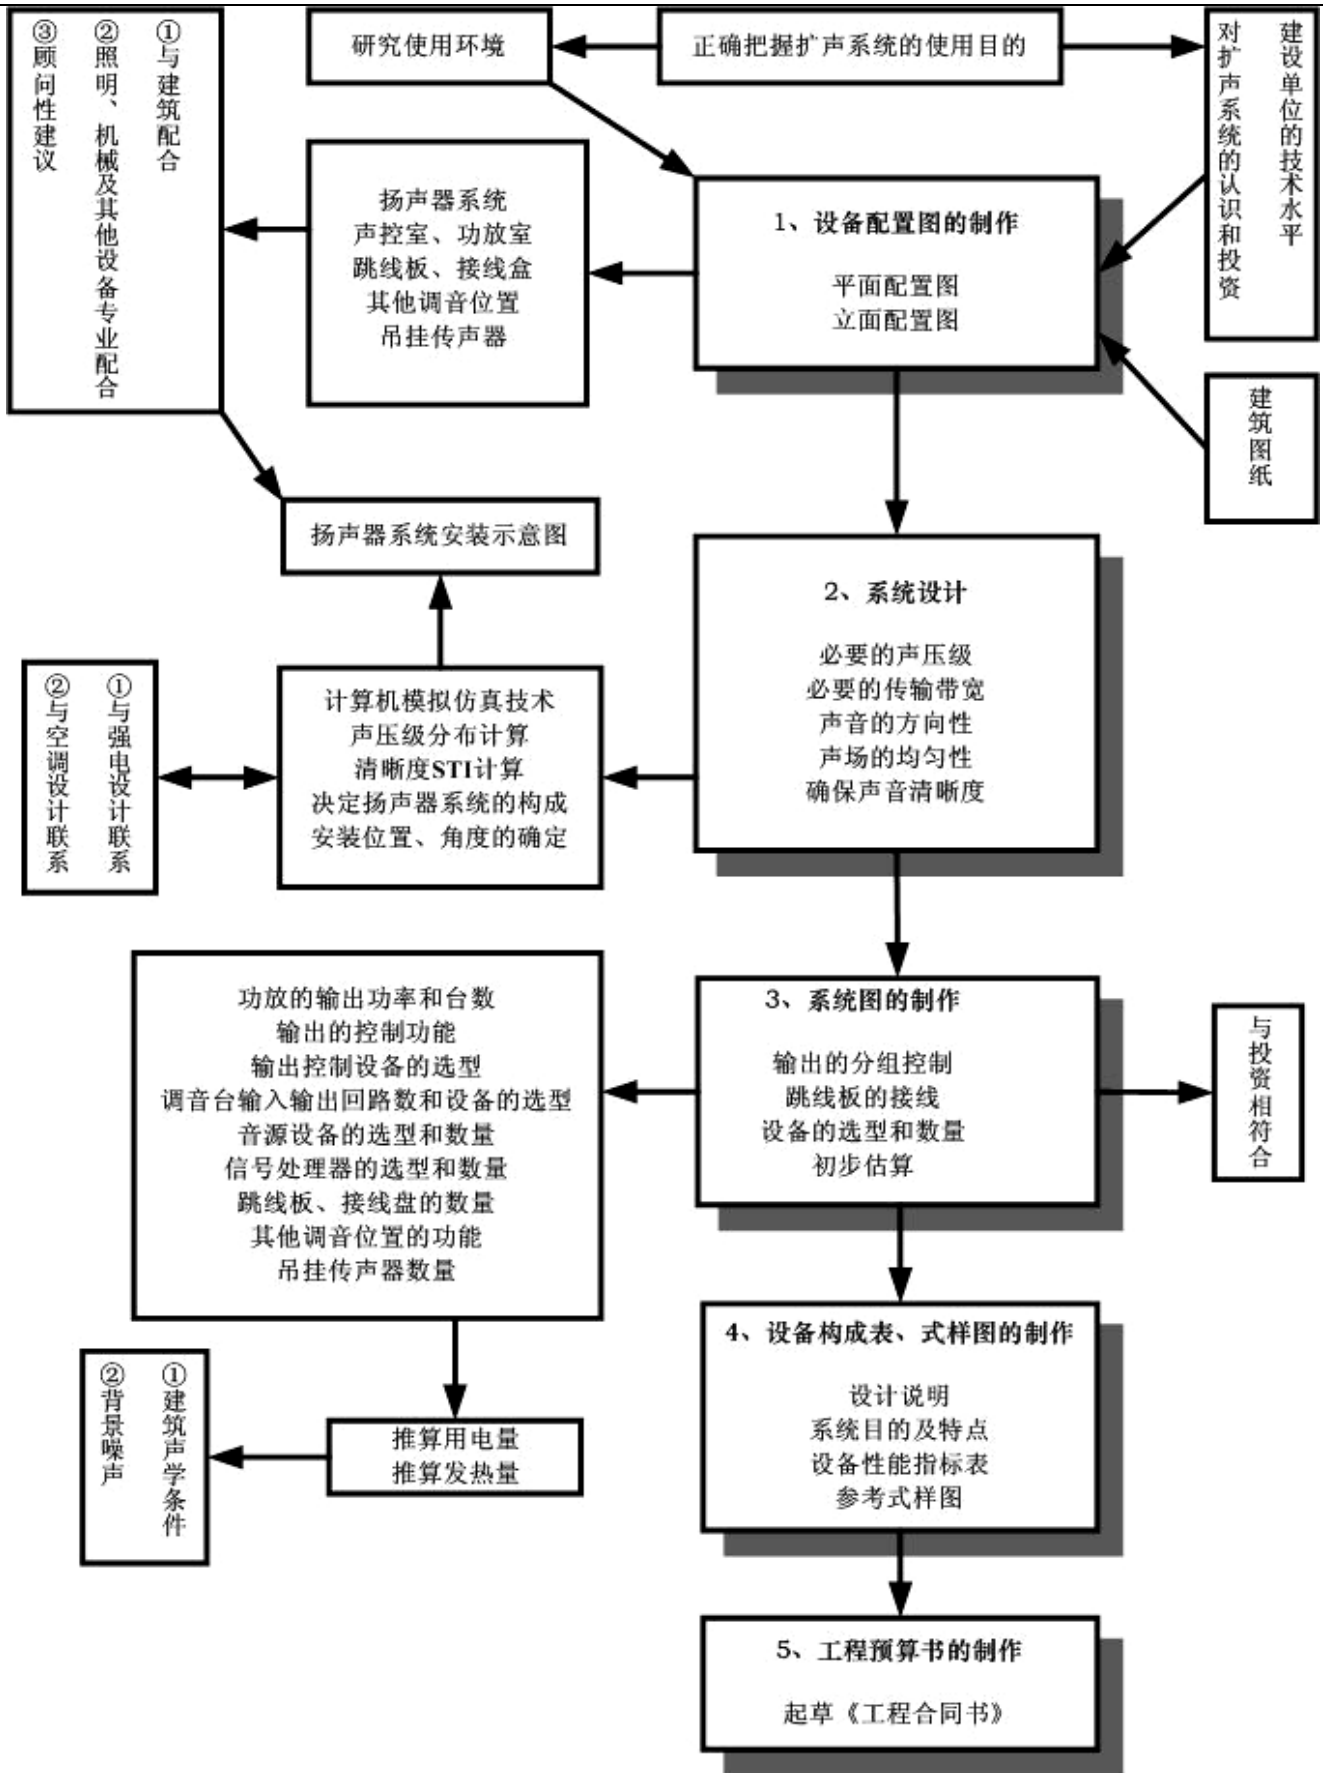 ①与建筑配合
②照明、机械及其他设备专业配合
③顾问性建议
研究使用环境
正确把握扩声系统的使用目的
建设单位的技术水平
对扩声系统的认识和投资
扬声器系统
声控室、功放室
跳线板、接线盒
其他调音位置
吊挂传声器
1、设备配置图的制作
平面配置图
立面配置图
建筑图纸
扬声器系统安装示意图
2、系统设计
必要的声压级
必要的传输带宽
声音的方向性
声场的均匀性
确保声音清晰度
①与强电设计联系
②与空调设计联系
计算机模拟仿真技术
声压级分布计算
清晰度STI计算
决定扬声器系统的构成
安装位置、角度的确定
功放的输出功率和台数
输出的控制功能
输出控制设备的选型
调音台输入输出回路数和设备的选型
音源设备的选型和数量
信号处理器的选型和数量
跳线板、接线盘的数量
其他调音位置的功能
吊挂传声器数量
3、系统图的制作
输出的分组控制
跳线板的接线
设备的选型和数量
初步估算
与投资相符合
4、设备构成表、式样图的制作
设计说明
系统目的及特点
设备性能指标表
参考式样图
①建筑声学条件
②背景噪声
推算用电量
推算发热量
5、工程预算书的制作
起草《工程合同书》